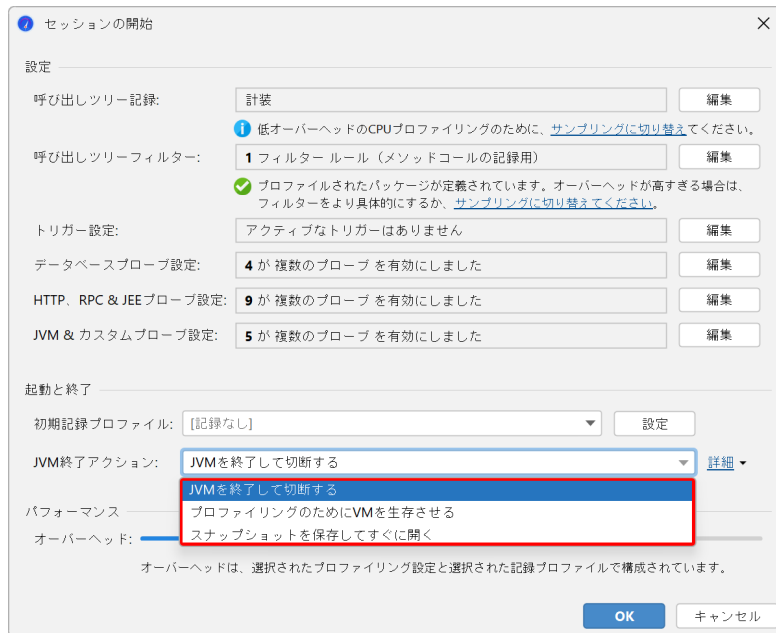 セッションの開始
設定
呼び出しツリー記録:
計装
編集
低オーバーヘッドのCPUプロファイリングのために、サンプリングに切り替えてください。
呼び出しツリーフィルター:
1 フィルター ルール（メソッドコールの記録用）
編集
プロファイルされたパッケージが定義されています。オーバーヘッドが高すぎる場合は、
フィルターをより具体的にするか、サンプリングに切り替えてください。
トリガー設定:
アクティブなトリガーはありません
編集
データベースプローブ設定:
4 が 複数のプローブ を有効にしました
編集
HTTP、RPC & JEEプローブ設定:
9 が 複数のプローブ を有効にしました
編集
JVM & カスタムプローブ設定:
5 が 複数のプローブ を有効にしました
編集
起動と終了
初期記録プロファイル:
[記録なし]
設定
JVM終了アクション:
JVMを終了して切断する
詳細
JVMを終了して切断する
プロファイリングのためにVMを生存させる
スナップショットを保存してすぐに開く
パフォーマンス
オーバーヘッド:
オーバーヘッドは、選択されたプロファイリング設定と選択された記録プロファイルで構成されています。
OK
キャンセル